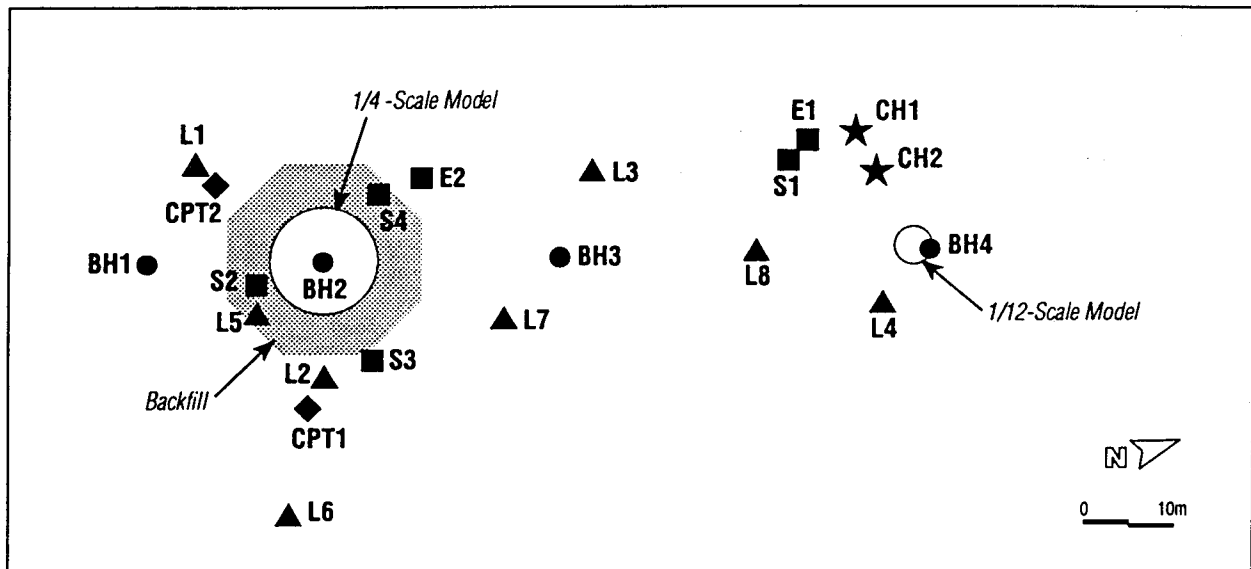 1/4 -Scale Model
L1
E1
CH1
CPT2
E2
L3
S1
CH2
S4
BH1
BH2
BH3
BH4
S2
L8
L5
L7
L4
1/12-Scale Model
L2
S3
Backfill
CPT1
N
L6
0 10m